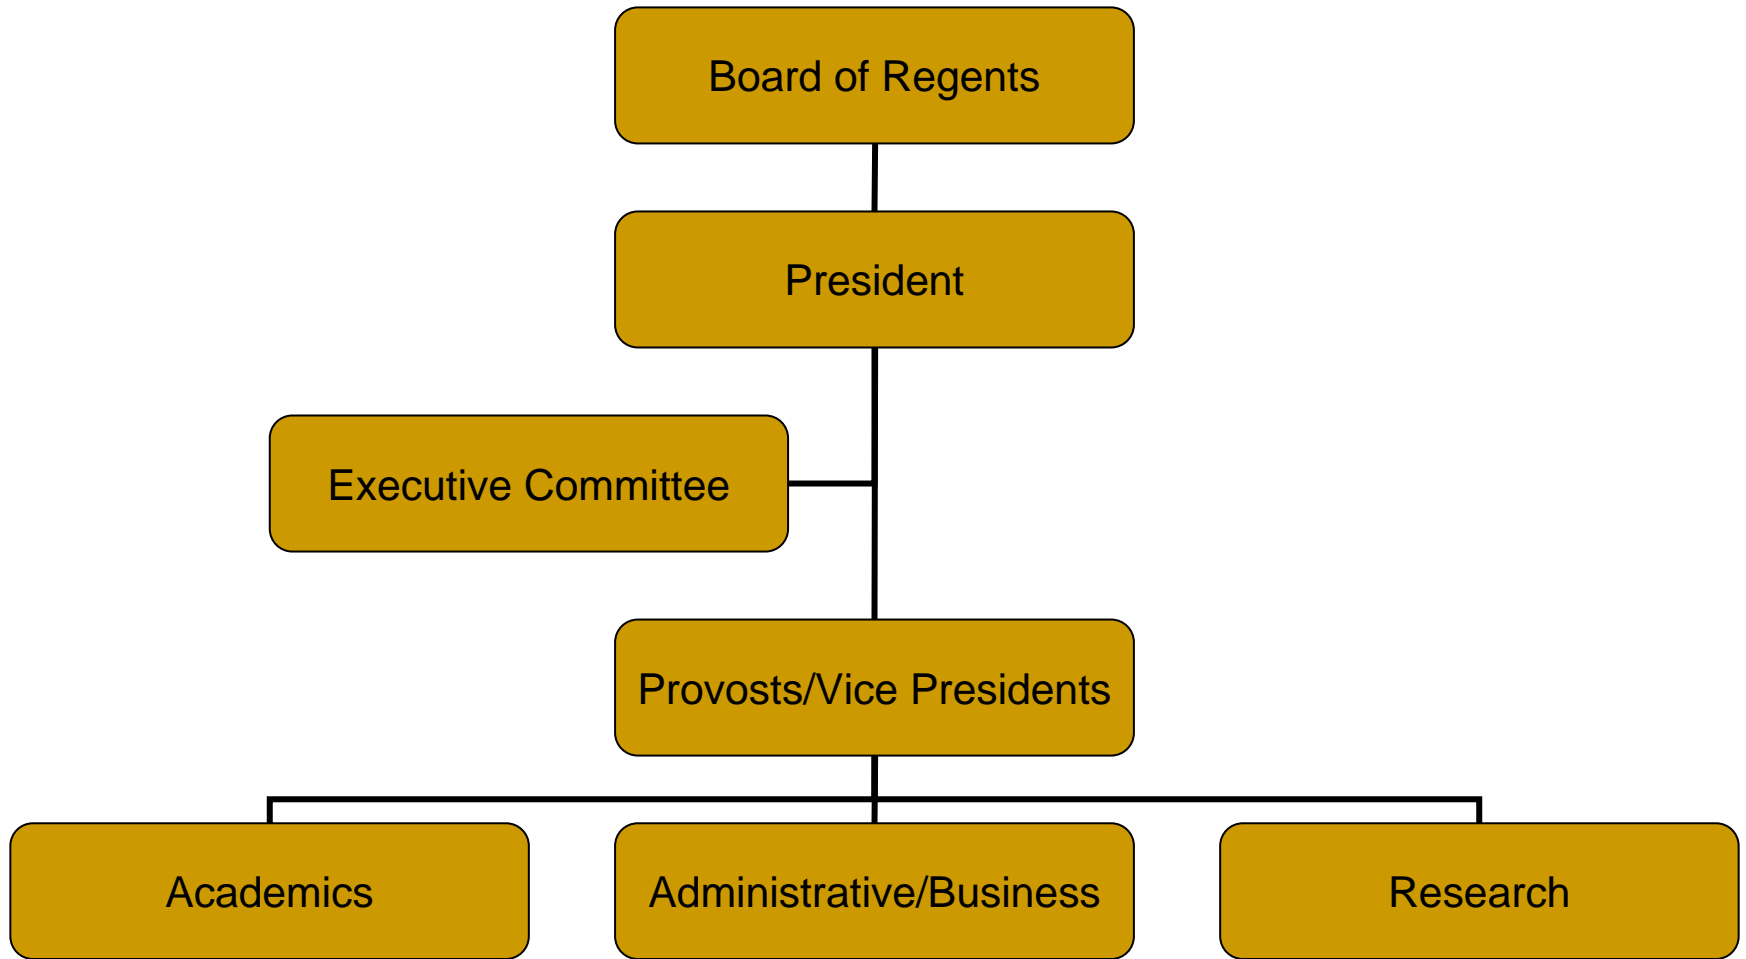 Board of Regents
President
Executive Committee
Provosts/Vice Presidents
Academics
Administrative/Business
Research